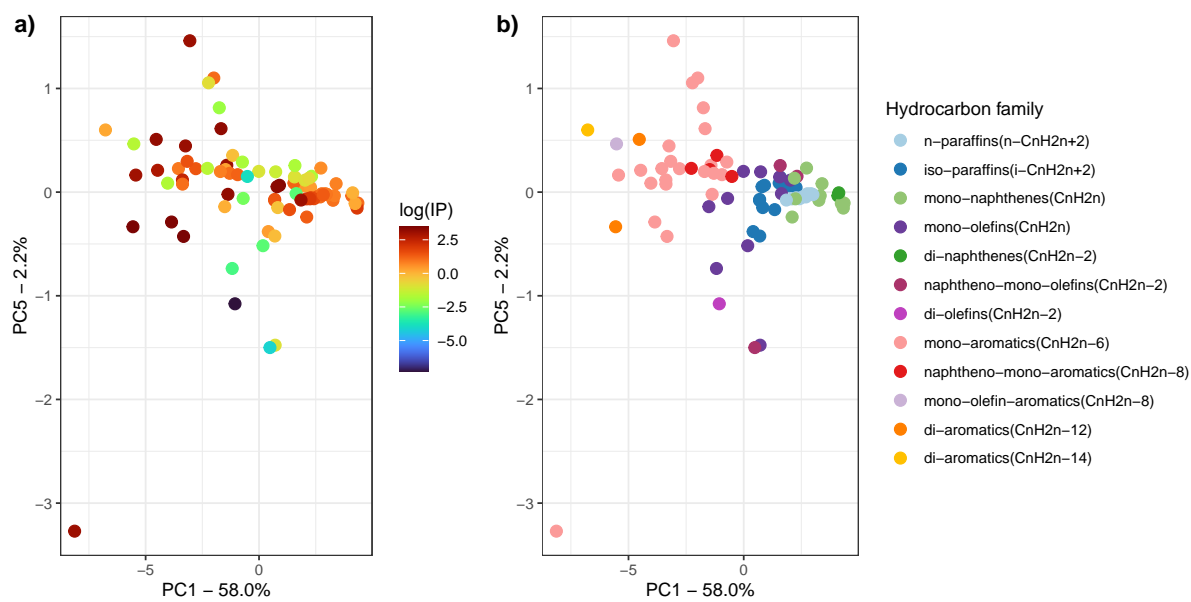 a)
1
0
−1
−2
−3
−5
0
PC5 − 2.2%
PC1 − 58.0%
log(IP)
2.5
0.0
−2.5
−5.0
b)
1
0
−1
−2
−3
−5
0
PC5 − 2.2%
PC1 − 58.0%
Hydrocarbon family
n−paraffins(n−CnH2n+2)
iso−paraffins(i−CnH2n+2)
mono−naphthenes(CnH2n)
mono−olefins(CnH2n)
di−naphthenes(CnH2n−2)
naphtheno−mono−olefins(CnH2n−2)
di−olefins(CnH2n−2)
mono−aromatics(CnH2n−6)
naphtheno−mono−aromatics(CnH2n−8)
mono−olefin−aromatics(CnH2n−8)
di−aromatics(CnH2n−12)
di−aromatics(CnH2n−14)